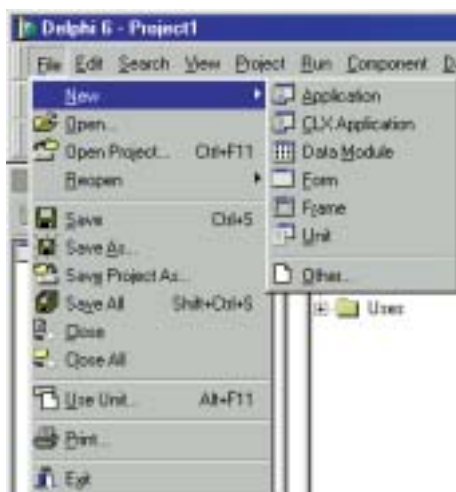 Delphi 6 - Project1
File Edit Search View Project Run Component
New
Open...
Open Project... Ctrl+F11
Reopen
Save Ctrl+S
Save As...
Save Project As...
Save All Shift+Ctrl+S
Close
Close All
Use Unit... Alt+F11
Print...
Exit
Application
CLX Application
Data Module
Form
Frame
Unit
Other...
Uses